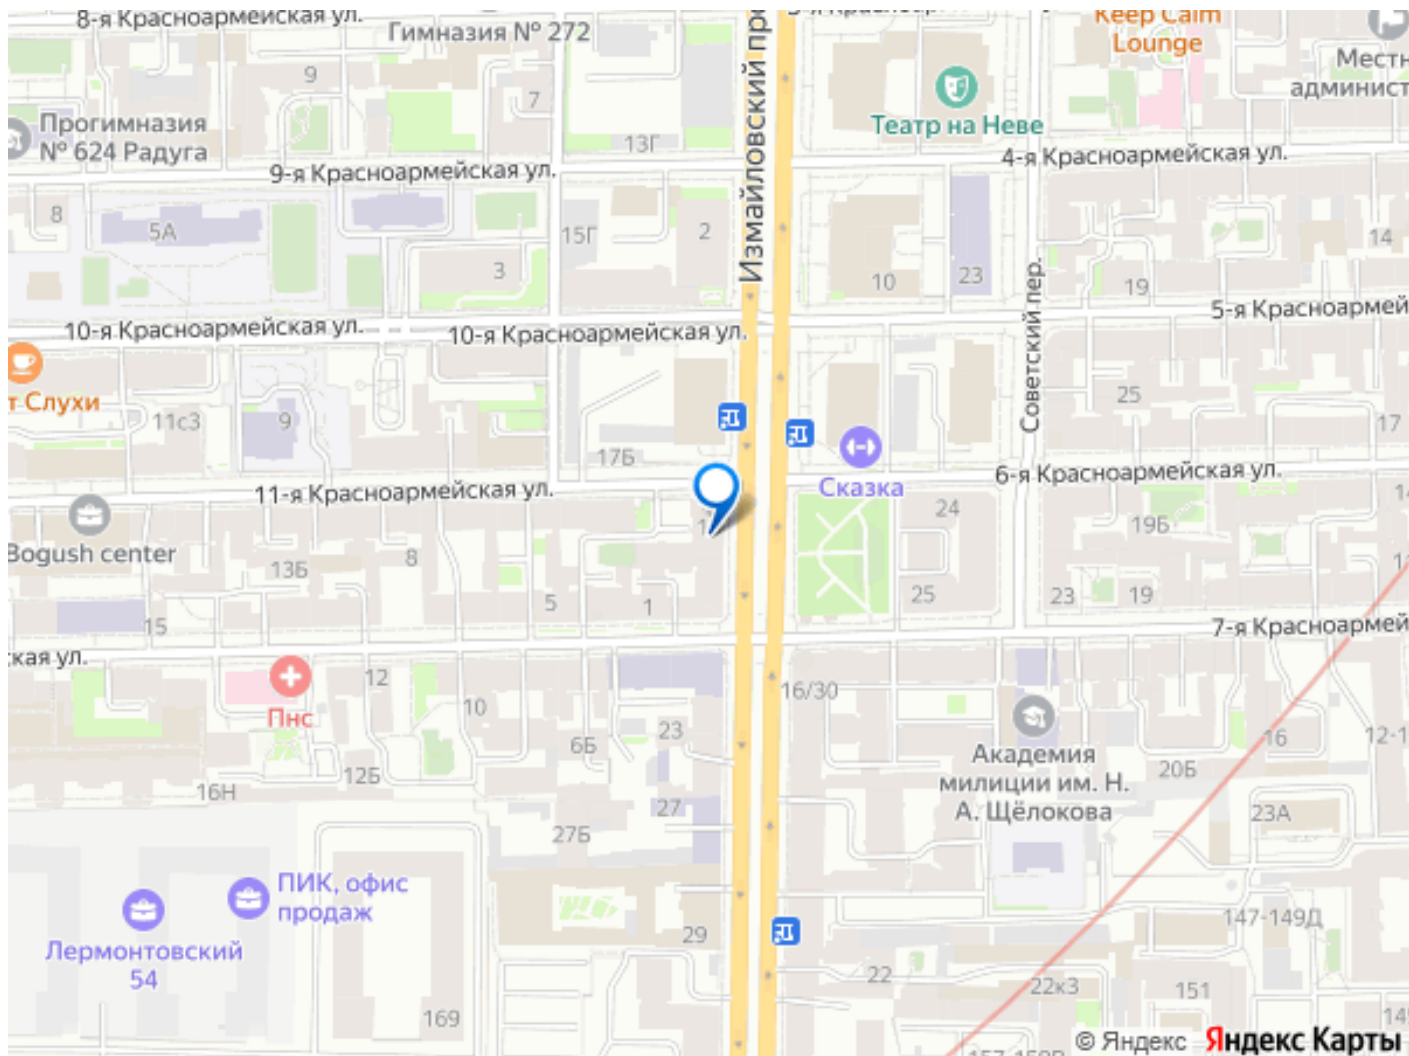 8-я Красноармейская ул.
Гимназия № 272
Измайловский
Keep Calm
Lounge
9
7
Театр на Неве
Прогимназия
№ 624 Радуга
13Г
4-я Красноармейская ул.
9-я Красноармейская ул.
8
5А
15Г
2
3
10
23
19
14
Советский пер.
10-я Красноармейская ул.
10-я Красноармейская ул.
т Слухи
11с3
9
17Б
25
17
Сказка
6-я Красноармейская ул.
11-я Красноармейская ул.
24
19Б
Bogush center
13Б
8
5
1
25
23
19
15
7-я Красноармей
кая ул.
Пнс
12
10
16/30
23
6Б
16
20Б
12Б
16Н
27
27Б
Академия
милиции им. Н.
А. Щёлокова
23А
ПИК, офис
продаж
Лермонтовский
54
29
147-149Д
22
22к3
151
169
© Яндекс Яндекс Карты